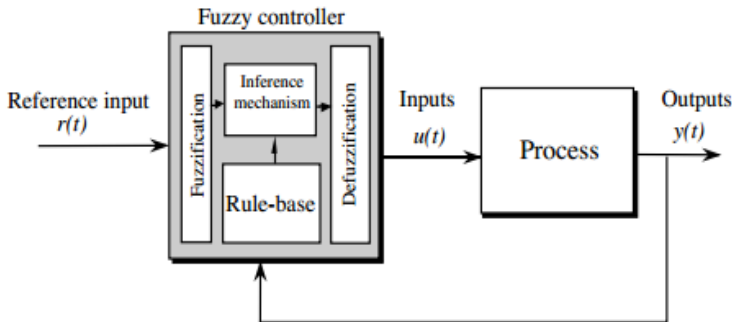 Fuzzy controller
Reference input
r(t)
Fuzzification
Inference
mechanism
Rule-base
Defuzzification
Inputs
u(t)
Process
Outputs
y(t)